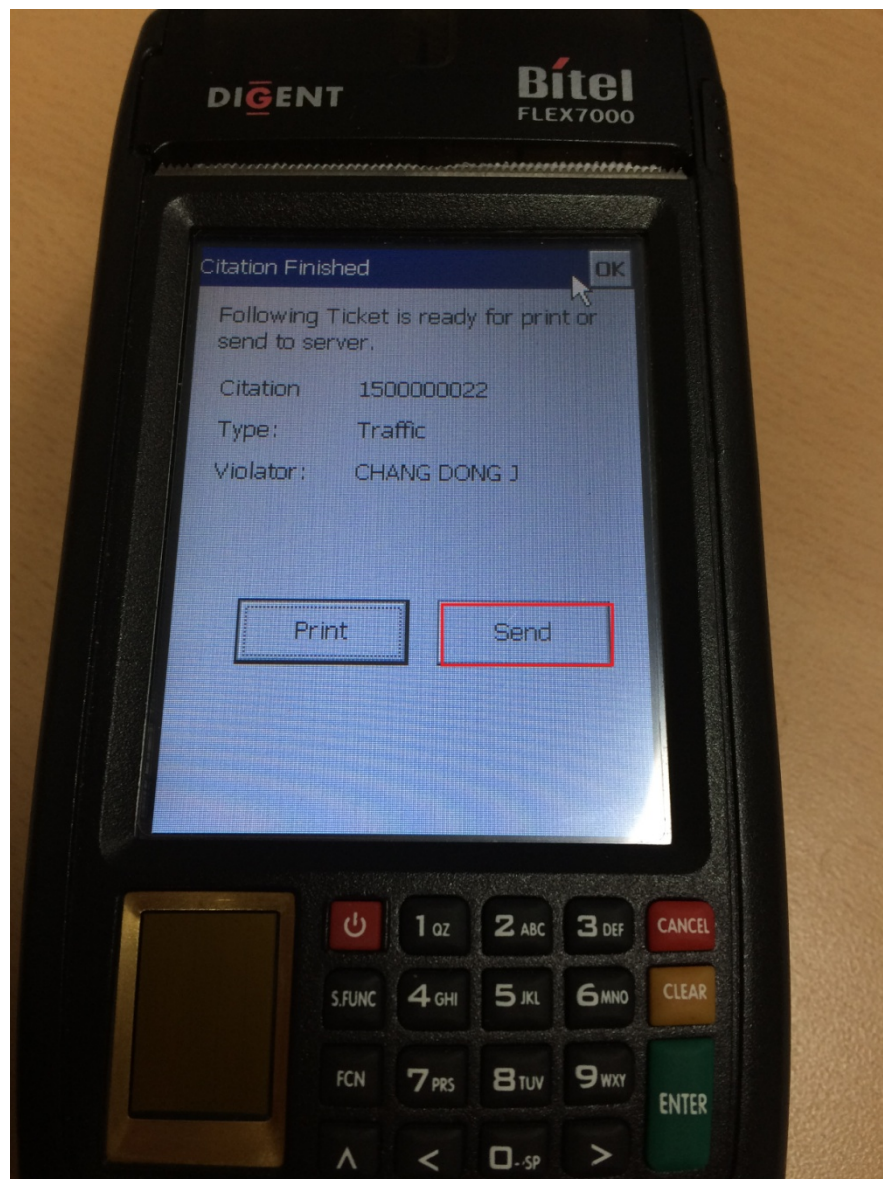 DIGENT
Bitel
FLEX7000
Citation Finished
OK
Following Ticket is ready for print or
send to server.
Citation 1500000022
Type: Traffic
Violator: CHANG DONG J
Print Send
1 QZ 2 ABC 3 DEF CANCEL
S.FUNC 4 GHI 5 JKL 6 MNO CLEAR
FCN 7 PRS 8 TUV 9 WXY
ENTER
0 -·SP